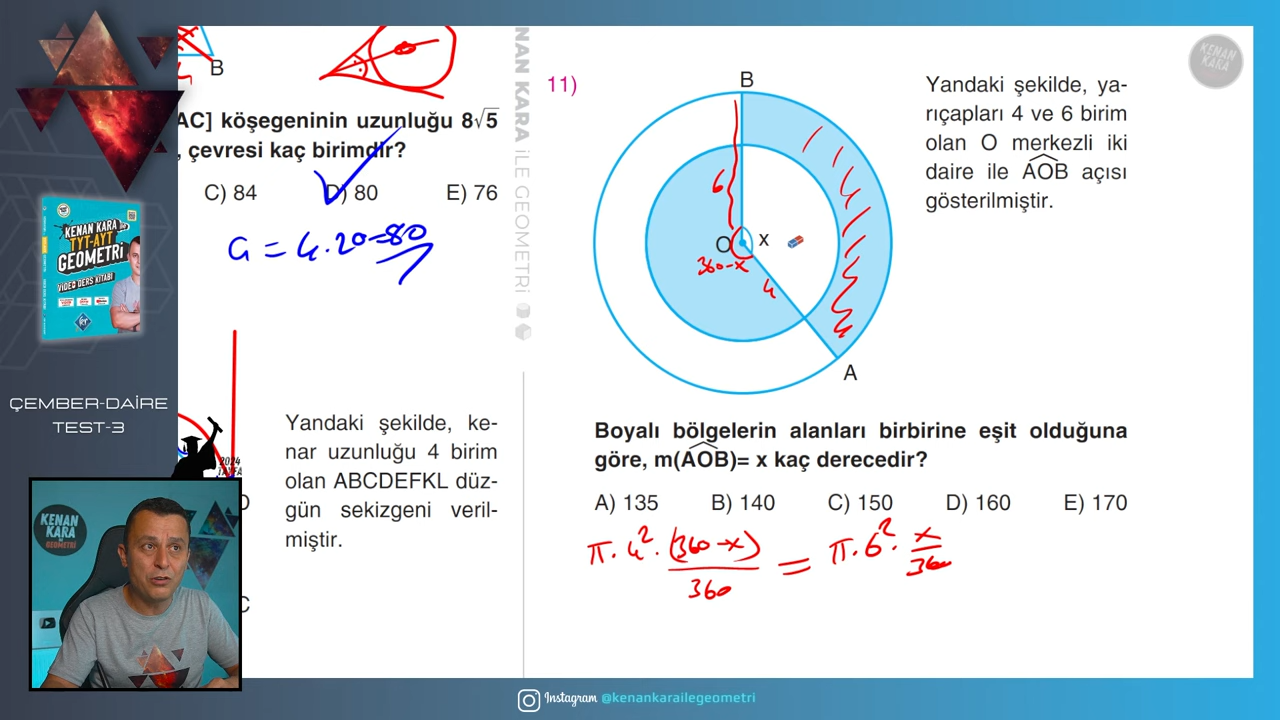 B
AC] köşegeninin uzunluğu 8√5
, çevresi kaç birimdir?
C) 84 D) 80 E) 76
Ç = 4.20=80
Yandaki şekilde, ke-
nar uzunluğu 4 birim
olan ABCDEFKL düz-
gün sekizgeni veril-
miştir.
D
C
NAN KARA İLE GEOMETRİ
11)
B
6
O
x
360-x
4
A
Yandaki şekilde, ya-
rıçapları 4 ve 6 birim
olan O merkezli iki
daire ile AOB açısı
gösterilmiştir.
Boyalı bölgelerin alanları birbirine eşit olduğuna
göre, m(AOB)= x kaç derecedir?
A) 135 B) 140 C) 150 D) 160 E) 170
π.4².(360-x)/360 = π.6².x/360
KENAN
KARA
KENAN KARA
TYT-AYT
GEOMETRİ
VİDEO DERS KİTABI
ÇEMBER-DAİRE
TEST-3
2024
TAYFA
KENAN
KARA
GEOMETRİ
Instagram @kenankarailegeometri